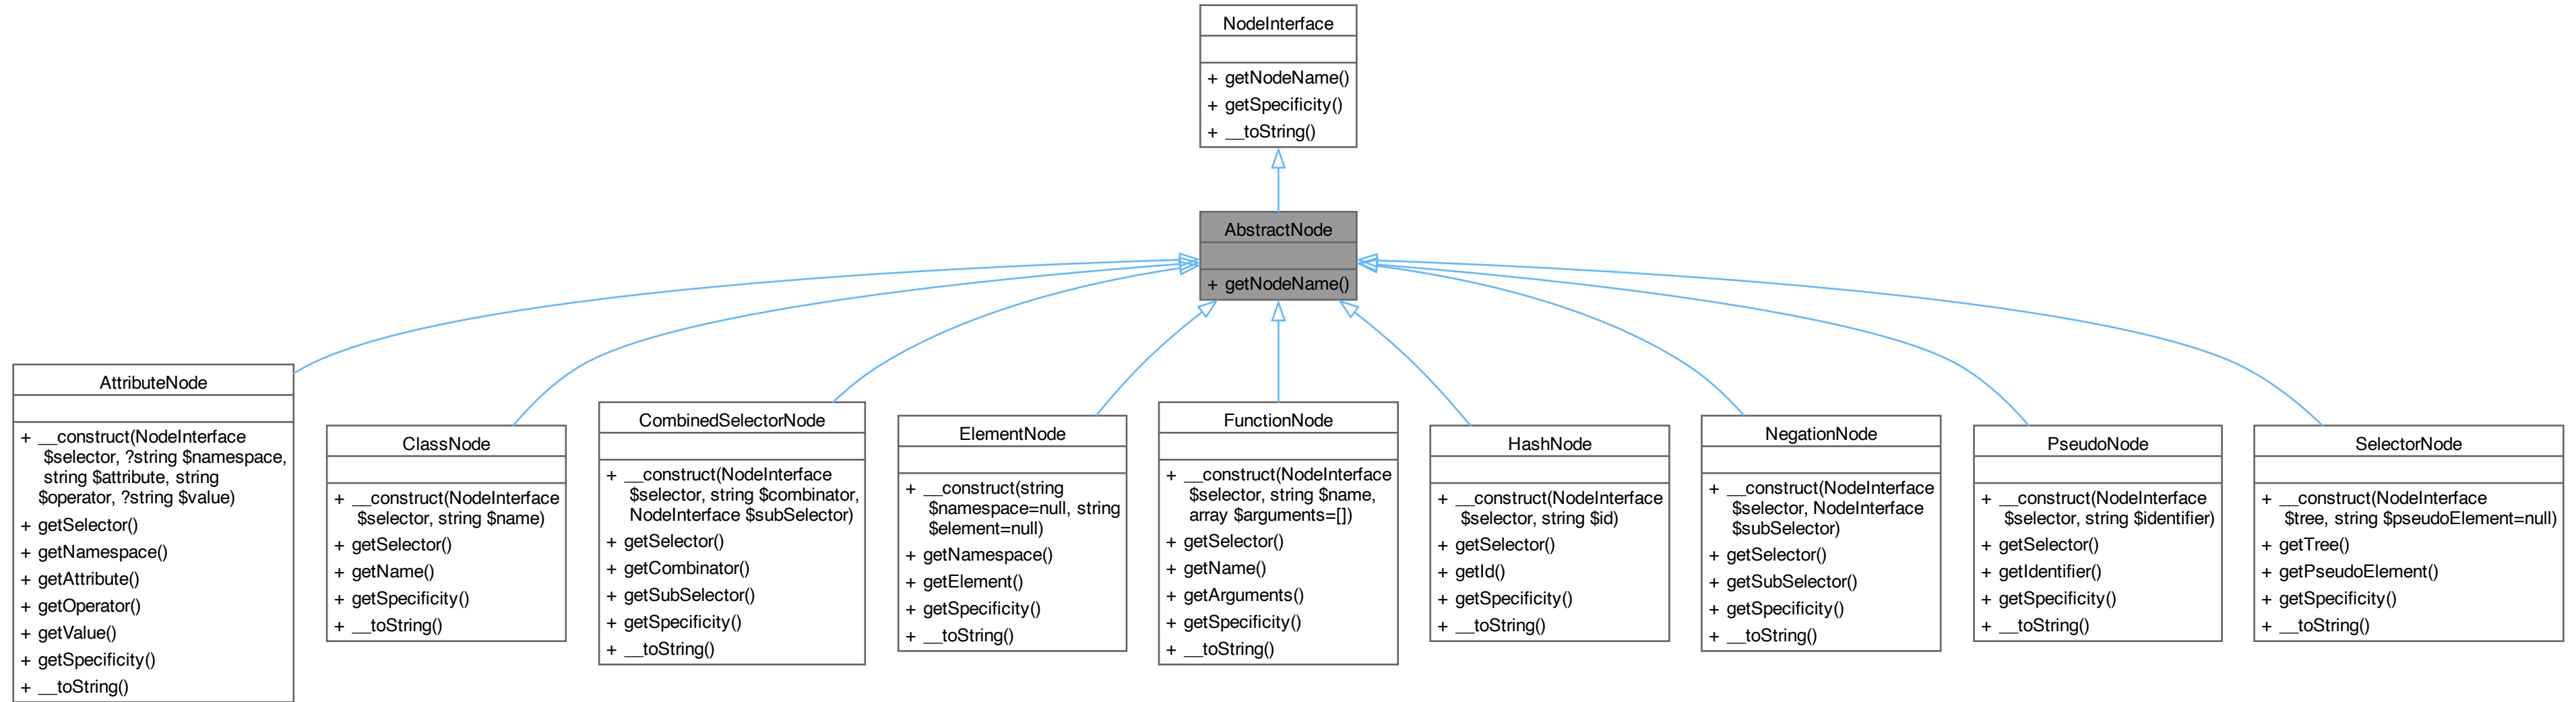 NodeInterface
+ getNodeName()
+ getSpecificity()
+ __toString()
AbstractNode
+ getNodeName()
AttributeNode
+ __construct(NodeInterface
$selector, ?string $namespace,
string $attribute, string
$operator, ?string $value)
+ getSelector()
+ getNamespace()
+ getAttribute()
+ getOperator()
+ getValue()
+ getSpecificity()
+ __toString()
ClassNode
+ __construct(NodeInterface
$selector, string $name)
+ getSelector()
+ getName()
+ getSpecificity()
+ __toString()
CombinedSelectorNode
+ __construct(NodeInterface
$selector, string $combinator,
NodeInterface $subSelector)
+ getSelector()
+ getCombinator()
+ getSubSelector()
+ getSpecificity()
+ __toString()
ElementNode
+ __construct(string
$namespace=null, string
$element=null)
+ getNamespace()
+ getElement()
+ getSpecificity()
+ __toString()
FunctionNode
+ __construct(NodeInterface
$selector, string $name,
array $arguments=[])
+ getSelector()
+ getName()
+ getArguments()
+ getSpecificity()
+ __toString()
HashNode
+ __construct(NodeInterface
$selector, string $id)
+ getSelector()
+ getId()
+ getSpecificity()
+ __toString()
NegationNode
+ __construct(NodeInterface
$selector, NodeInterface
$subSelector)
+ getSelector()
+ getSubSelector()
+ getSpecificity()
+ __toString()
PseudoNode
+ __construct(NodeInterface
$selector, string $identifier)
+ getSelector()
+ getIdentifier()
+ getSpecificity()
+ __toString()
SelectorNode
+ __construct(NodeInterface
$tree, string $pseudoElement=null)
+ getTree()
+ getPseudoElement()
+ getSpecificity()
+ __toString()